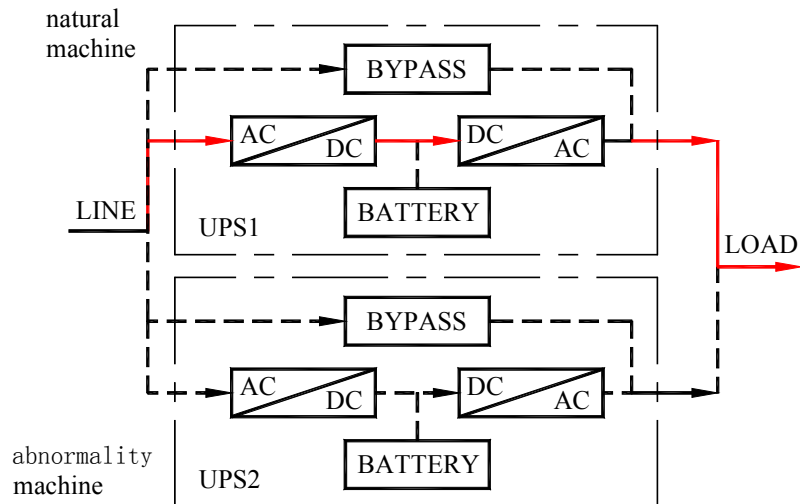 natural
machine
BYPASS
AC
DC
DC
AC
LINE
BATTERY
UPS1
LOAD
BYPASS
AC
DC
DC
AC
abnormality
machine
BATTERY
UPS2